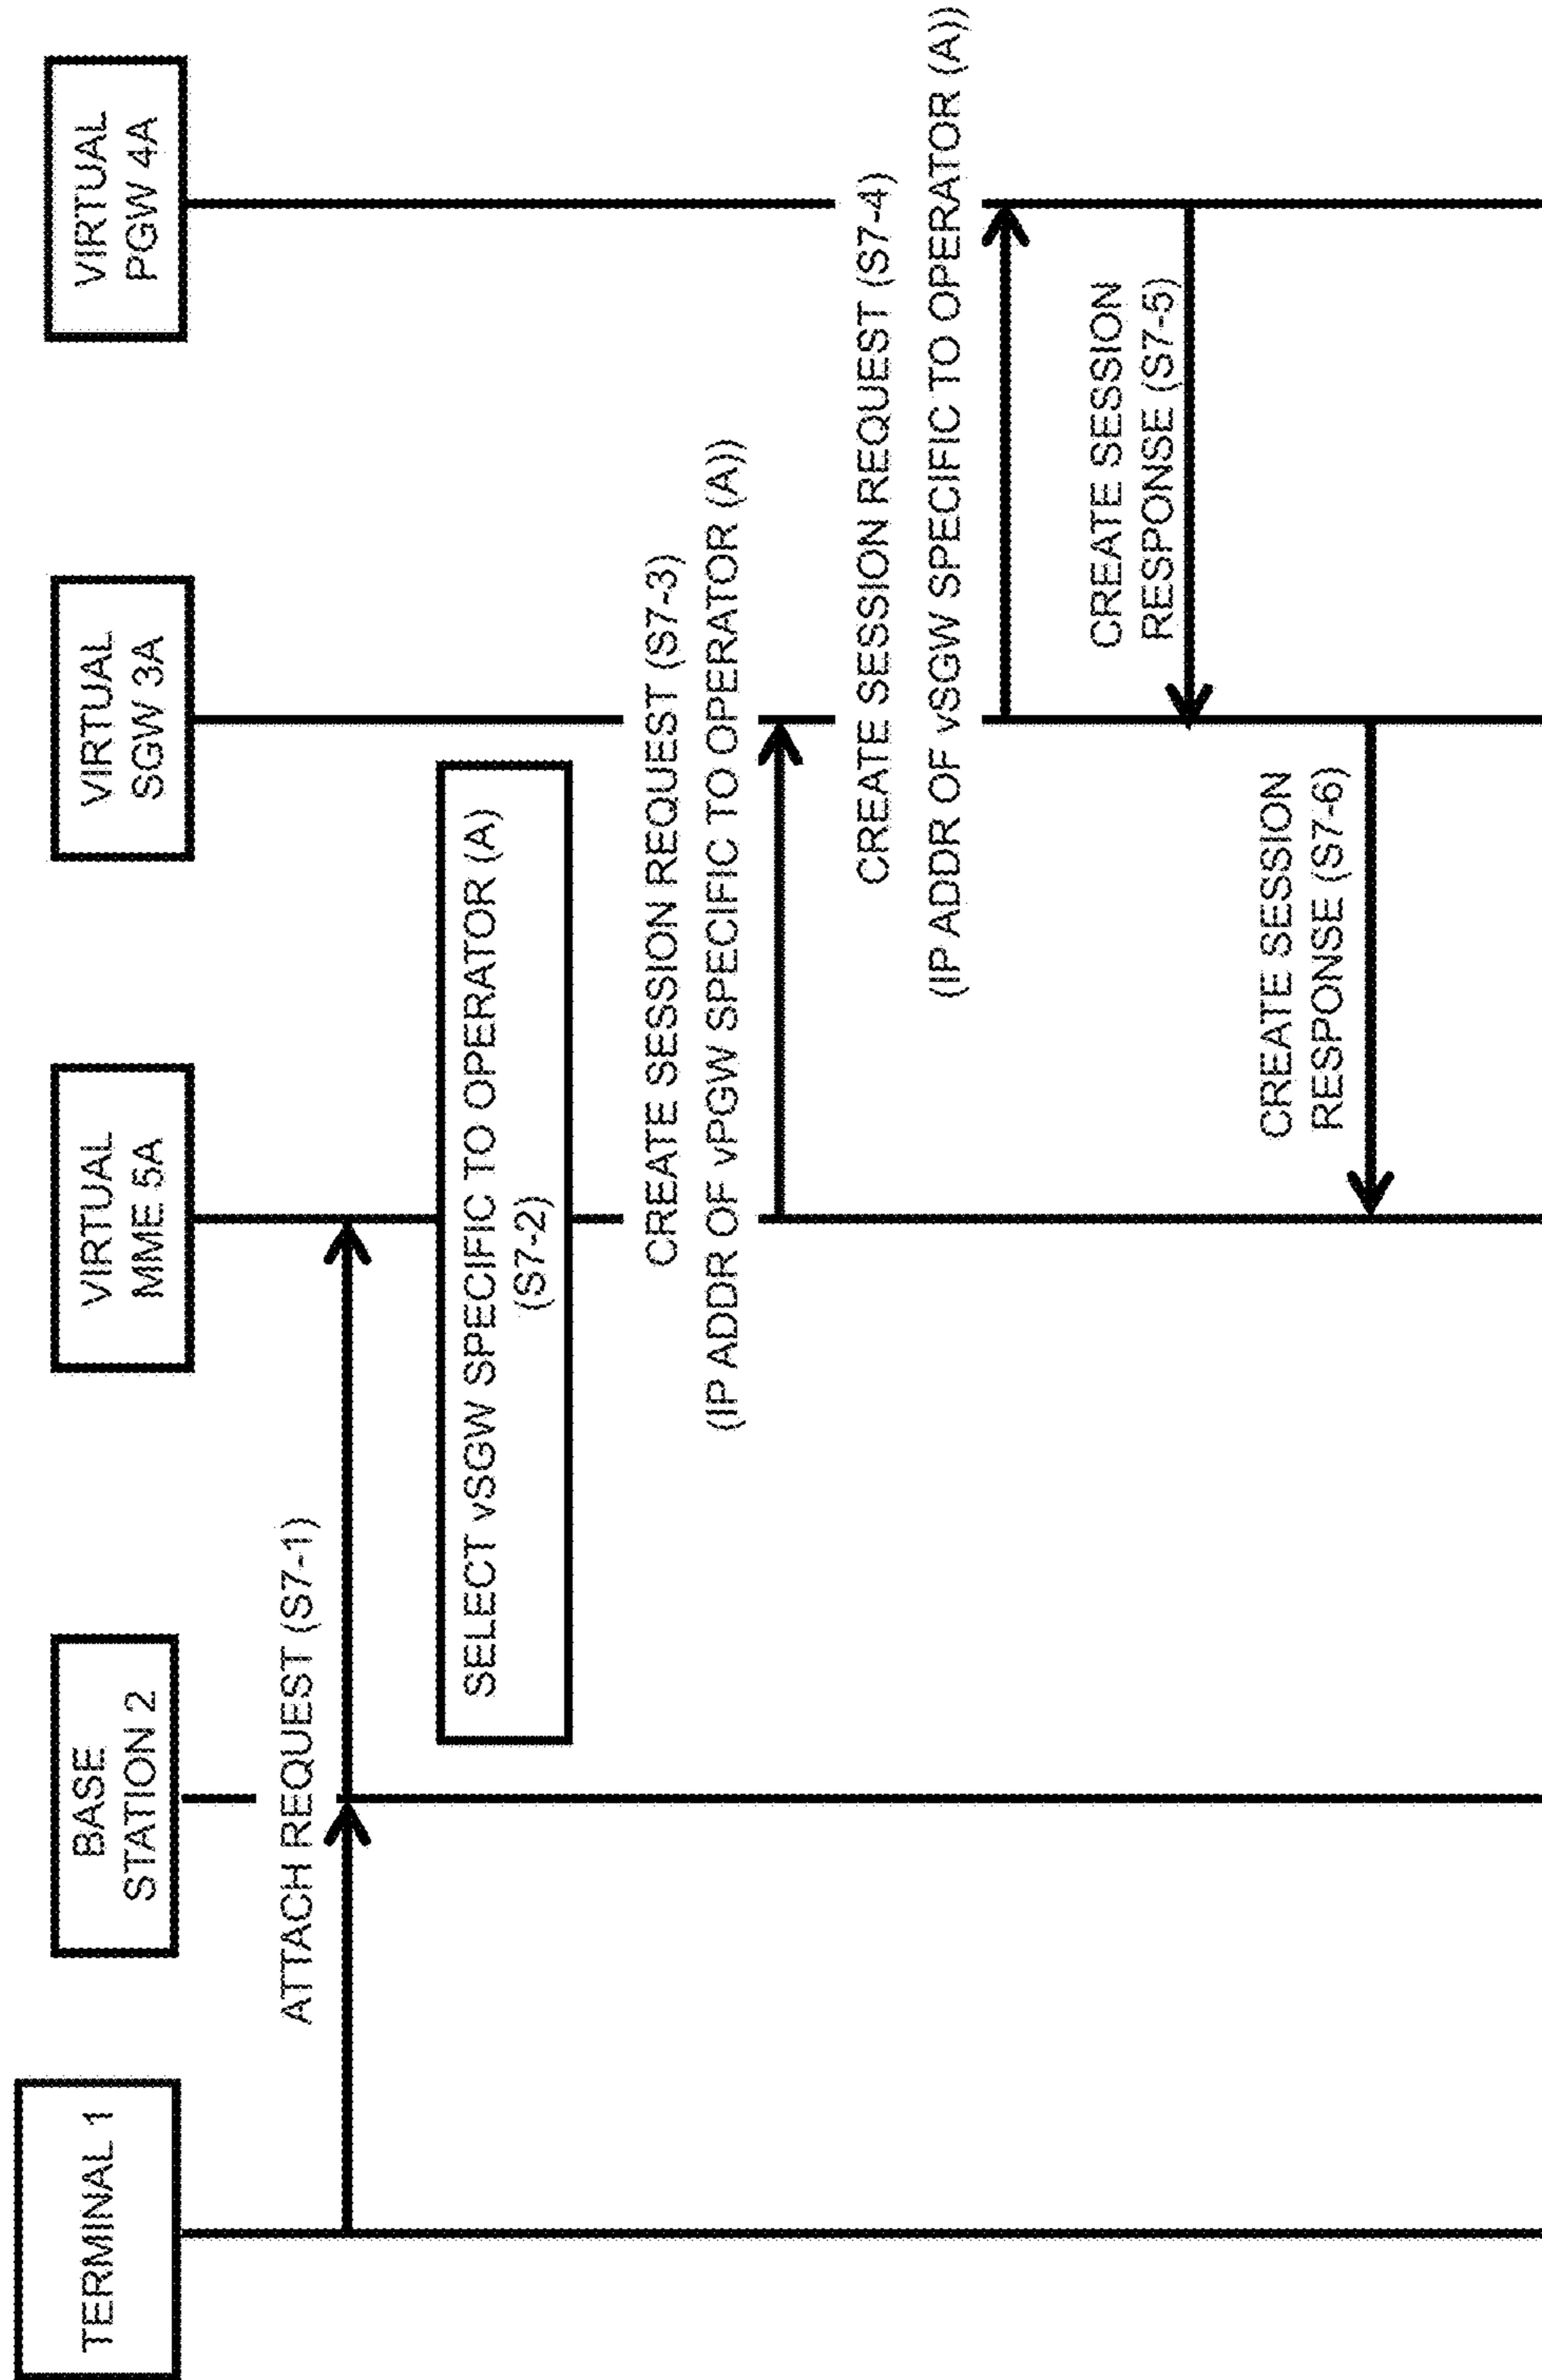 TERMINAL 1
BASE
STATION 2
VIRTUAL
MME 5A
VIRTUAL
SGW 3A
VIRTUAL
PGW 4A
ATTACH REQUEST (S7-1)
SELECT vSGW SPECIFIC TO OPERATOR (A)
(S7-2)
CREATE SESSION REQUEST (S7-3)
(IP ADDR OF vPGW SPECIFIC TO OPERATOR (A))
CREATE SESSION REQUEST (S7-4)
(IP ADDR OF vSGW SPECIFIC TO OPERATOR (A))
CREATE SESSION
RESPONSE (S7-5)
CREATE SESSION
RESPONSE (S7-6)